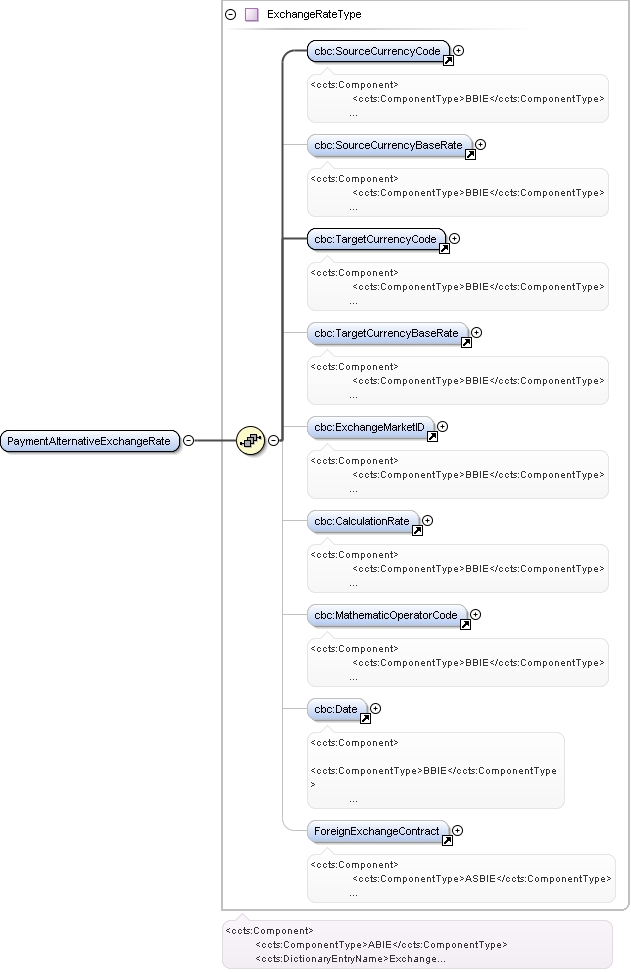 ExchangeRateType
cbc:SourceCurrencyCode
<ccts:Component>
<ccts:ComponentType>BBIE</ccts:ComponentType>
...
cbc:SourceCurrencyBaseRate
<ccts:Component>
<ccts:ComponentType>BBIE</ccts:ComponentType>
...
cbc:TargetCurrencyCode
<ccts:Component>
<ccts:ComponentType>BBIE</ccts:ComponentType>
...
cbc:TargetCurrencyBaseRate
<ccts:Component>
<ccts:ComponentType>BBIE</ccts:ComponentType>
...
PaymentAlternativeExchangeRate
cbc:ExchangeMarketID
<ccts:Component>
<ccts:ComponentType>BBIE</ccts:ComponentType>
...
cbc:CalculationRate
<ccts:Component>
<ccts:ComponentType>BBIE</ccts:ComponentType>
...
cbc:MathematicOperatorCode
<ccts:Component>
<ccts:ComponentType>BBIE</ccts:ComponentType>
...
cbc:Date
<ccts:Component>
<ccts:ComponentType>BBIE</ccts:ComponentType
>
...
ForeignExchangeContract
<ccts:Component>
<ccts:ComponentType>ASBIE</ccts:ComponentType>
...
<ccts:Component>
<ccts:ComponentType>ABIE</ccts:ComponentType>
<ccts:DictionaryEntryName>Exchange...